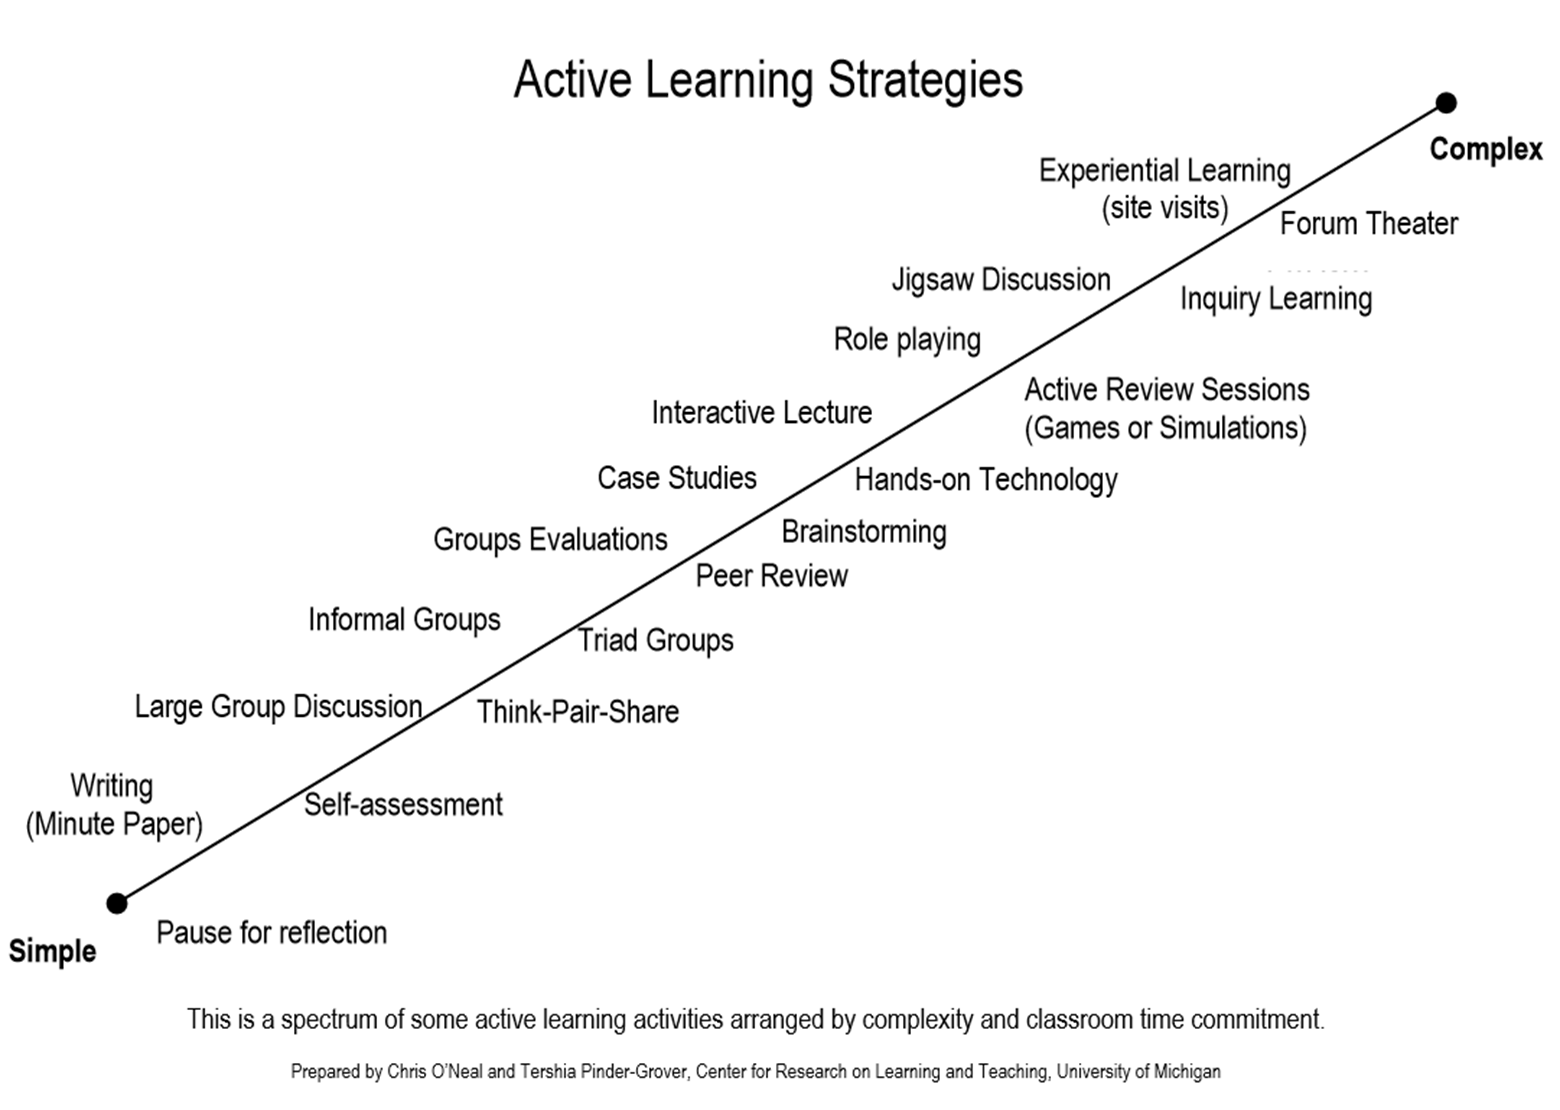 Active Learning Strategies
Complex
Experiential Learning
(site visits)
Forum Theater
Jigsaw Discussion
Inquiry Learning
Role playing
Active Review Sessions
(Games or Simulations)
Interactive Lecture
Case Studies
Hands-on Technology
Brainstorming
Groups Evaluations
Peer Review
Informal Groups
Triad Groups
Large Group Discussion
Think-Pair-Share
Writing
(Minute Paper)
Self-assessment
Pause for reflection
Simple
This is a spectrum of some active learning activities arranged by complexity and classroom time commitment.
Prepared by Chris O’Neal and Tershia Pinder-Grover, Center for Research on Learning and Teaching, University of Michigan